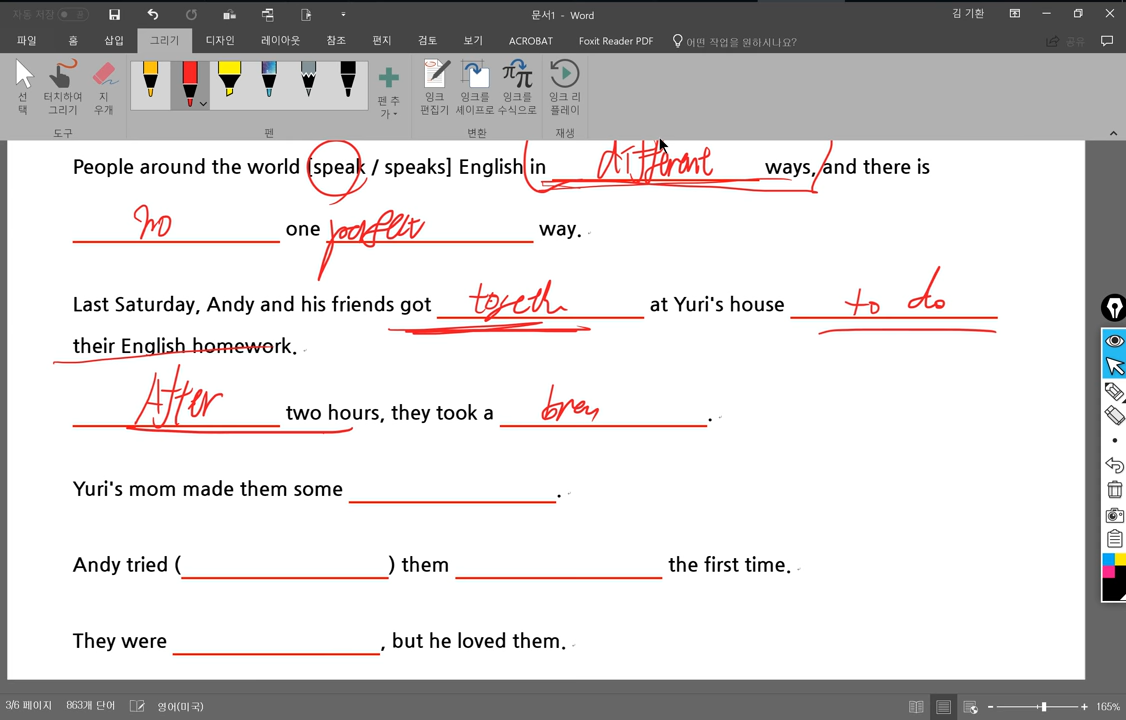 자동 저장 문서1 - Word 김 기환
파일 홈 삽입 그리기 디자인 레이아웃 참조 편지 검토 보기 ACROBAT Foxit Reader PDF 어떤 작업을 원하시나요? 공유
선택 터치하여 그리기 지우개 펜 추가 잉크 편집기 잉크를 셰이프로 잉크를 수식으로 잉크 리플레이
도구 펜 변환 재생
People around the world [speak / speaks] English in different ways, and there is
no one perfect way.
Last Saturday, Andy and his friends got togeth at Yuri's house to do
their English homework.
After two hours, they took a brea .
Yuri's mom made them some .
Andy tried ( ) them the first time.
They were , but he loved them.
3/6 페이지 863개 단어 영어(미국) 165%